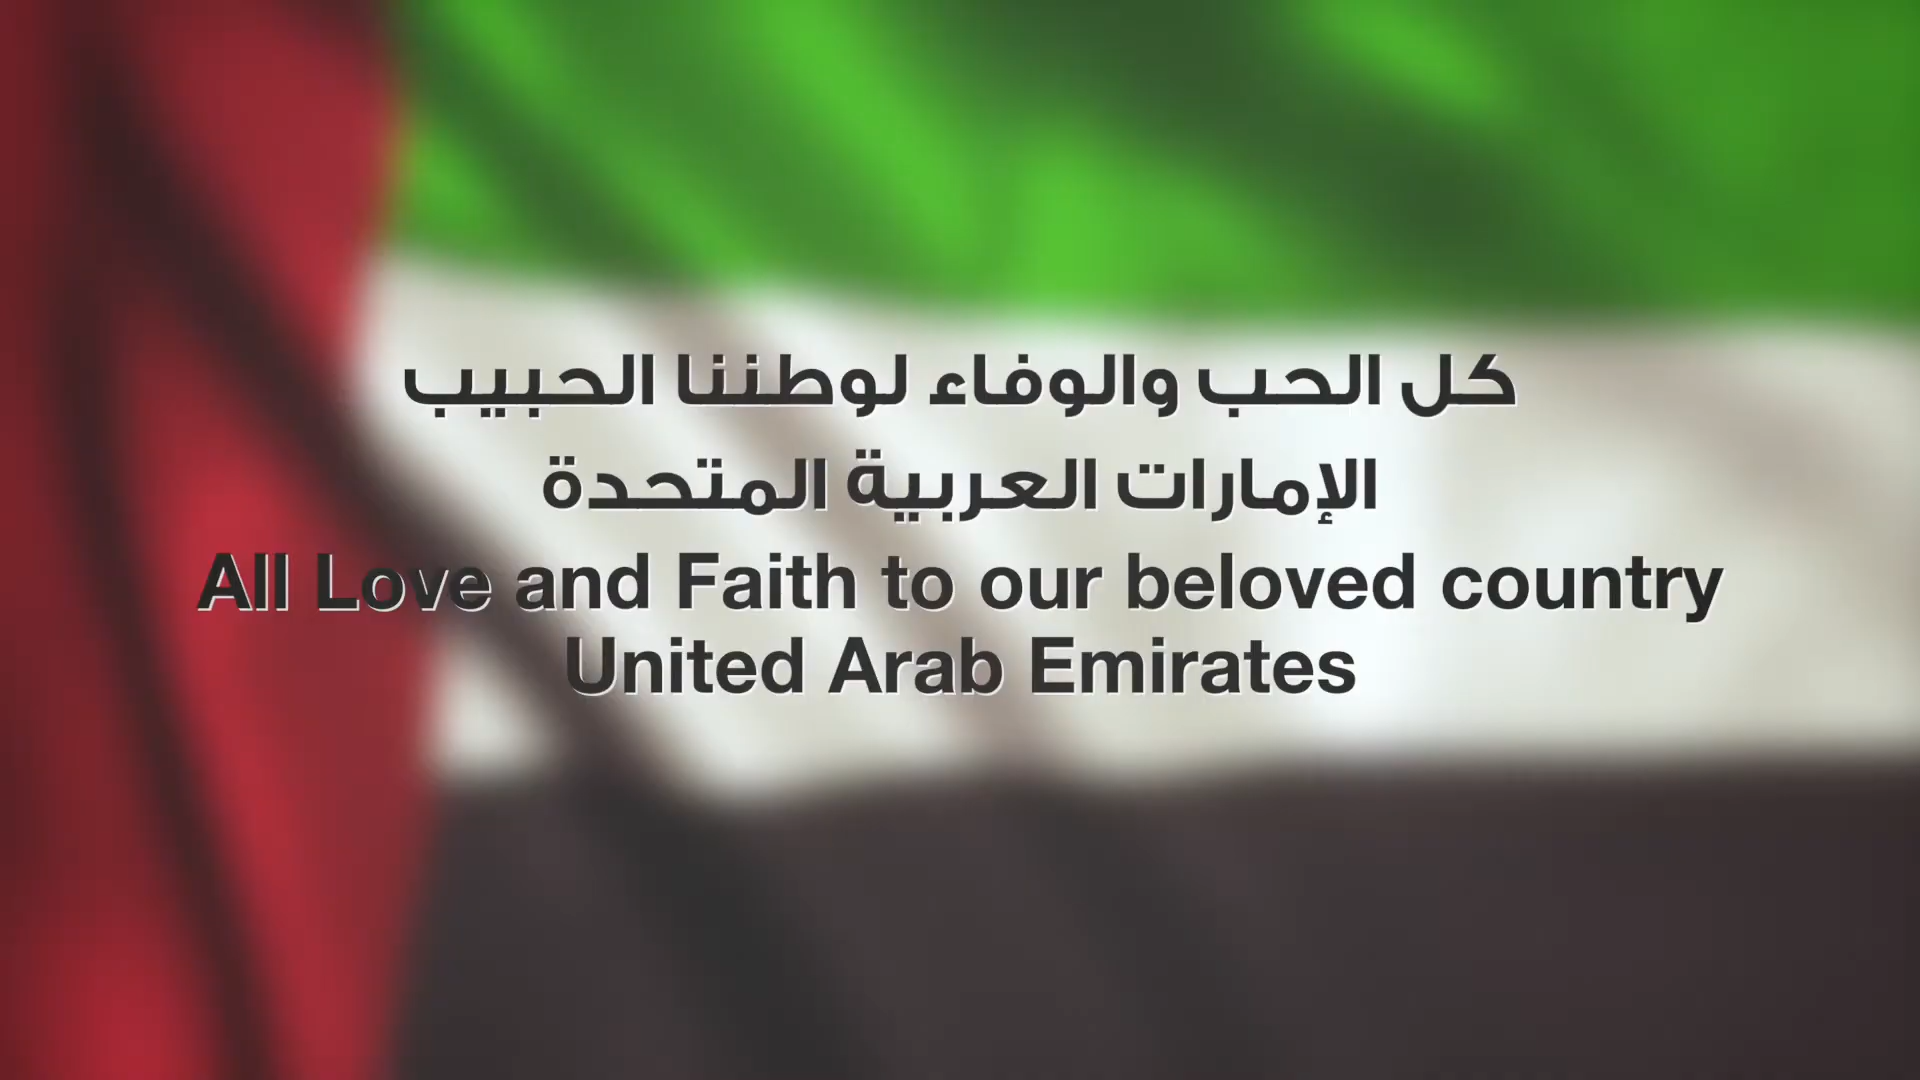 كل الحب والوفاء لوطننا الحبيب
الإمارات العربية المتحدة
All Love and Faith to our beloved country
United Arab Emirates